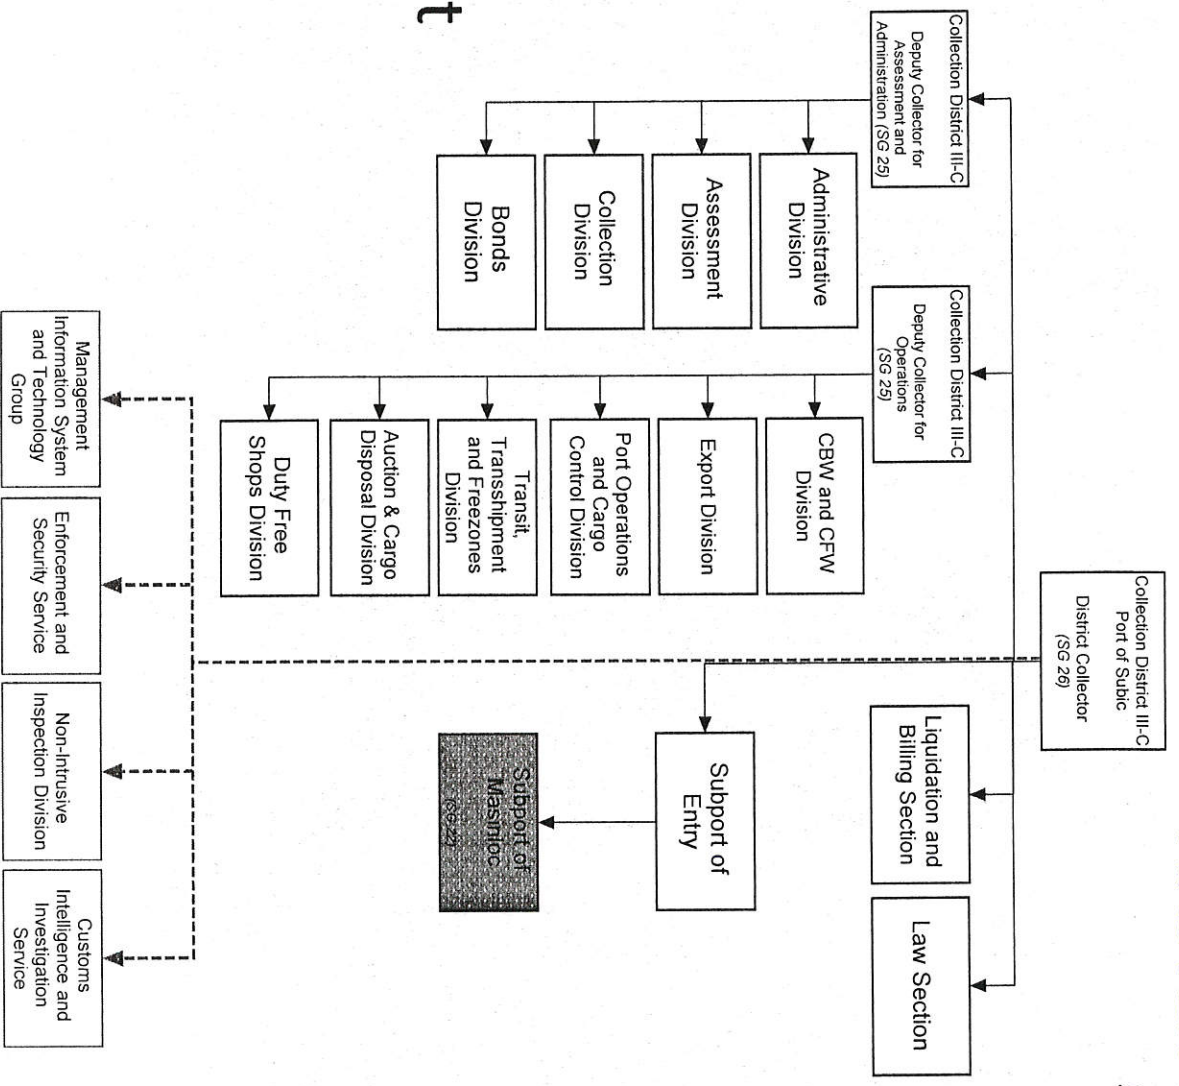 Collection District III-C
Port of Subic
District Collector
(SG 26)
Collection District III-C
Deputy Collector for
Assessment and
Administration (SG 25)
Collection District III-C
Deputy Collector for
Operations
(SG 25)
Liquidation and
Billing Section
Law Section
Administrative
Division
Assessment
Division
Collection
Division
Bonds
Division
CBW and CFW
Division
Export Division
Port Operations
and Cargo
Control Division
Transit,
Transshipment
and Freezones
Division
Auction & Cargo
Disposal Division
Duty Free
Shops Division
Subport of
Entry
Subport of
Masinloc
(SG 22)
Management
Information System
and Technology
Group
Enforcement and
Security Service
Non-Intrusive
Inspection Division
Customs
Intelligence and
Investigation
Service
t